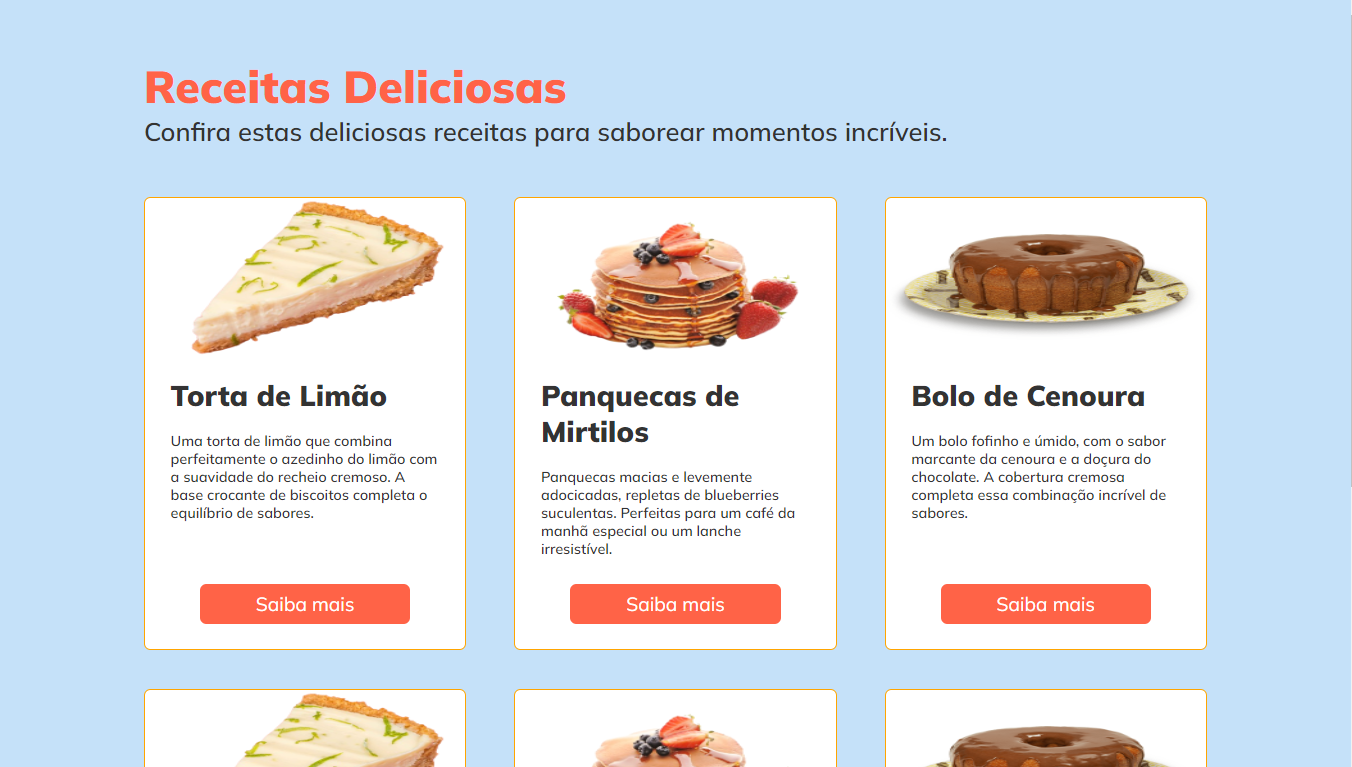 Receitas Deliciosas
Confira estas deliciosas receitas para saborear momentos incríveis.
Torta de Limão
Uma torta de limão que combina
perfeitamente o azedinho do limão com
a suavidade do recheio cremoso. A
base crocante de biscoitos completa o
equilíbrio de sabores.
Saiba mais
Panquecas de
Mirtilos
Panquecas macias e levemente
adocicadas, repletas de blueberries
suculentas. Perfeitas para um café da
manhã especial ou um lanche
irresistível.
Saiba mais
Bolo de Cenoura
Um bolo fofinho e úmido, com o sabor
marcante da cenoura e a doçura do
chocolate. A cobertura cremosa
completa essa combinação incrível de
sabores.
Saiba mais